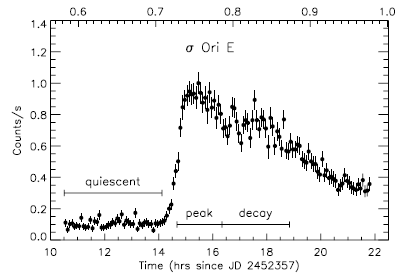 0.6 0.7 0.8 0.9 1.0
σ Ori E
1.4
1.2
1.0
0.8
0.6
0.4
0.2
0.0
Counts/s
quiescent
peak decay
10 12 14 16 18 20 22
Time (hrs since JD 2452357)